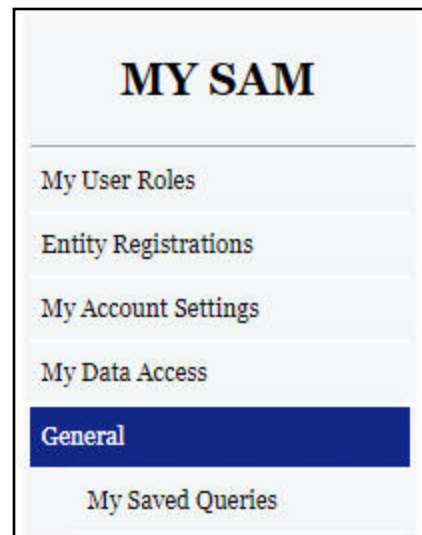 MY SAM
My User Roles
Entity Registrations
My Account Settings
My Data Access
General
My Saved Queries